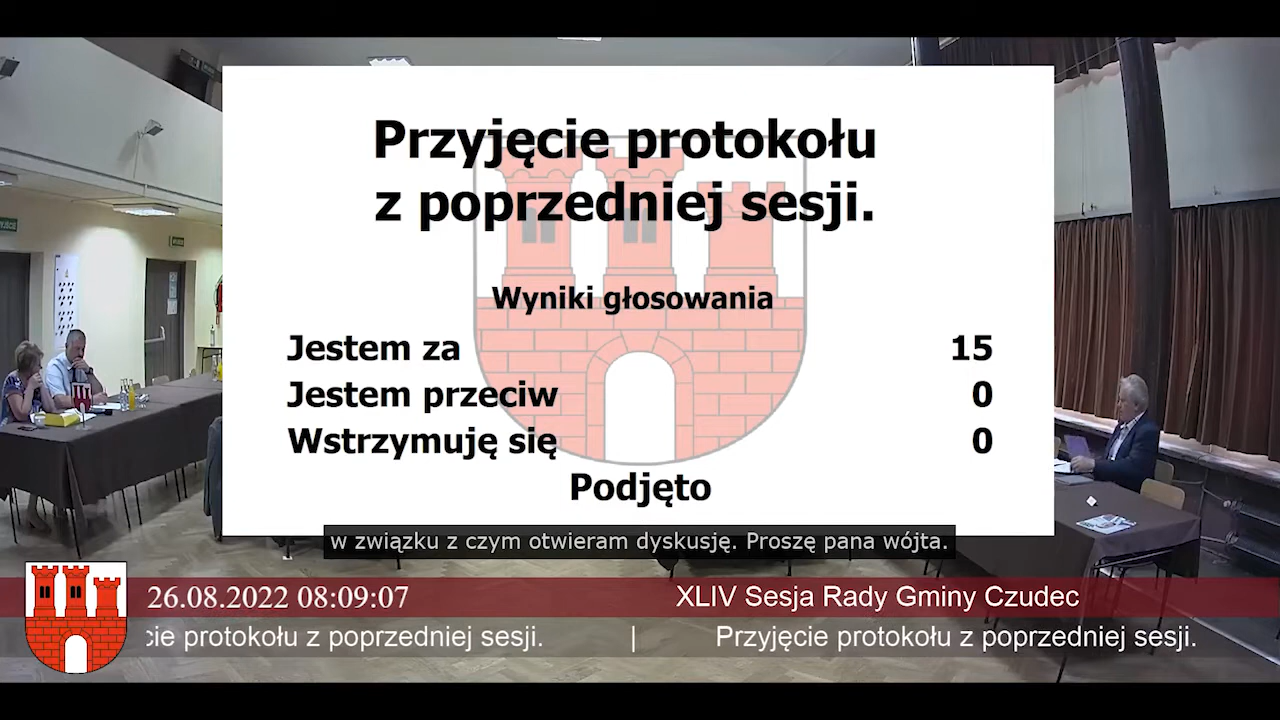 Przyjęcie protokołu
z poprzedniej sesji.
Wyniki głosowania
Jestem za 15
Jestem przeciw 0
Wstrzymuję się 0
Podjęto
w związku z czym otwieram dyskusję. Proszę pana wójta.
26.08.2022 08:09:07 XLIV Sesja Rady Gminy Czudec
cie protokołu z poprzedniej sesji. | Przyjęcie protokołu z poprzedniej sesji.